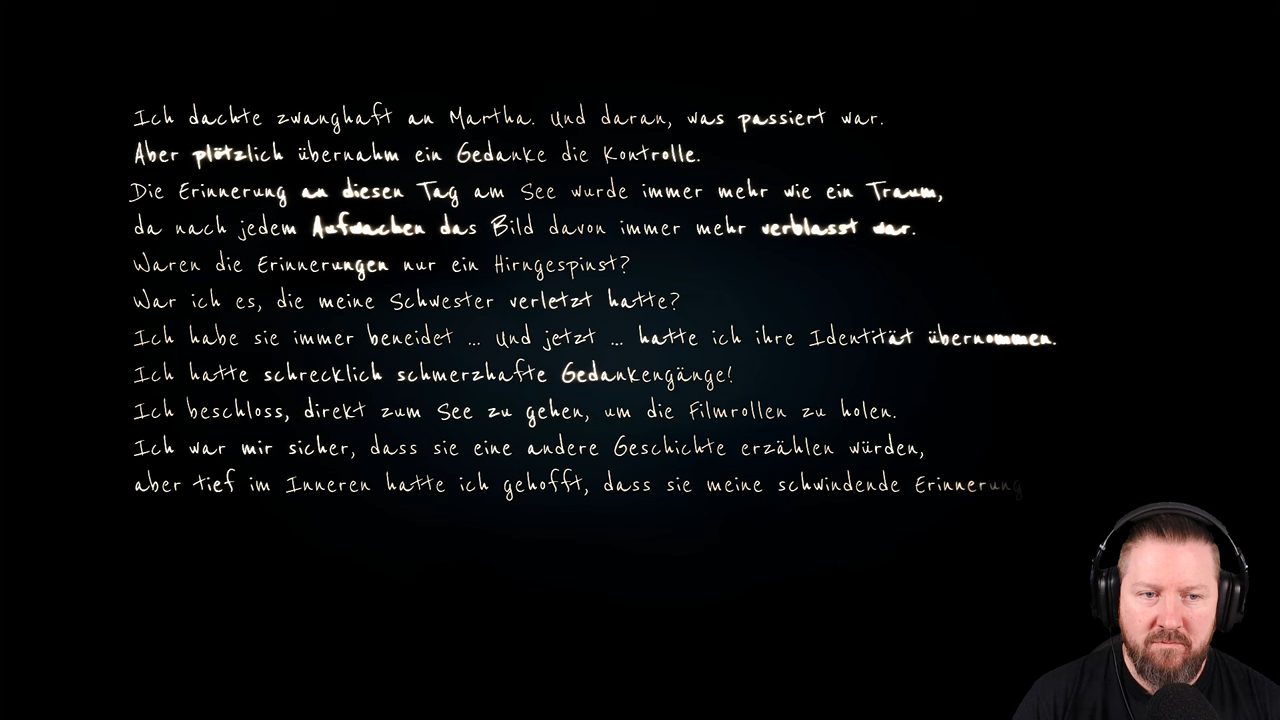 Ich dachte zwanghaft an Martha. Und daran, was passiert war.
Aber plötzlich übernahm ein Gedanke die Kontrolle.
Die Erinnerung an diesen Tag am See wurde immer mehr wie ein Traum,
da nach jedem Aufwachen das Bild davon immer mehr verblasst war.
Waren die Erinnerungen nur ein Hirngespinst?
War ich es, die meine Schwester verletzt hatte?
Ich habe sie immer beneidet ... Und jetzt ... hatte ich ihre Identität übernommen.
Ich hatte schrecklich schmerzhafte Gedankengänge!
Ich beschloss, direkt zum See zu gehen, um die Filmrollen zu holen.
Ich war mir sicher, dass sie eine andere Geschichte erzählen würden,
aber tief im Inneren hatte ich gehofft, dass sie meine schwindende Erinnerung